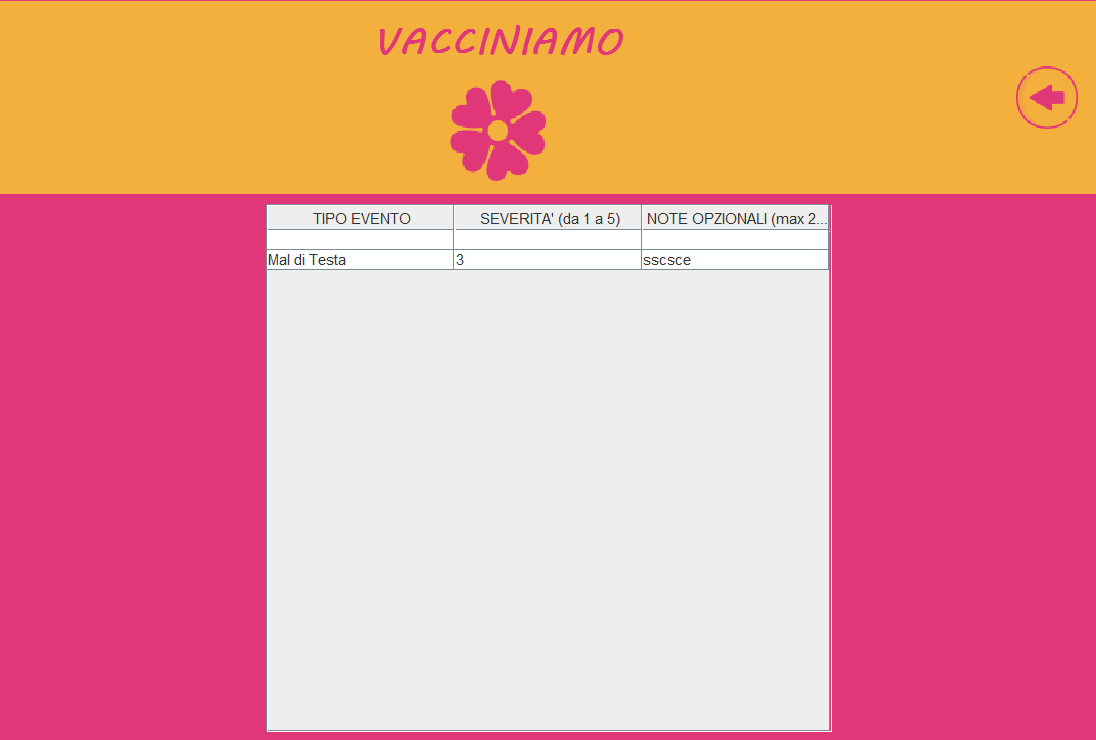 VACCINIAMO
TIPO EVENTO SEVERITA' (da 1 a 5) NOTE OPZIONALI (max 2...
Mal di Testa 3 sscsce